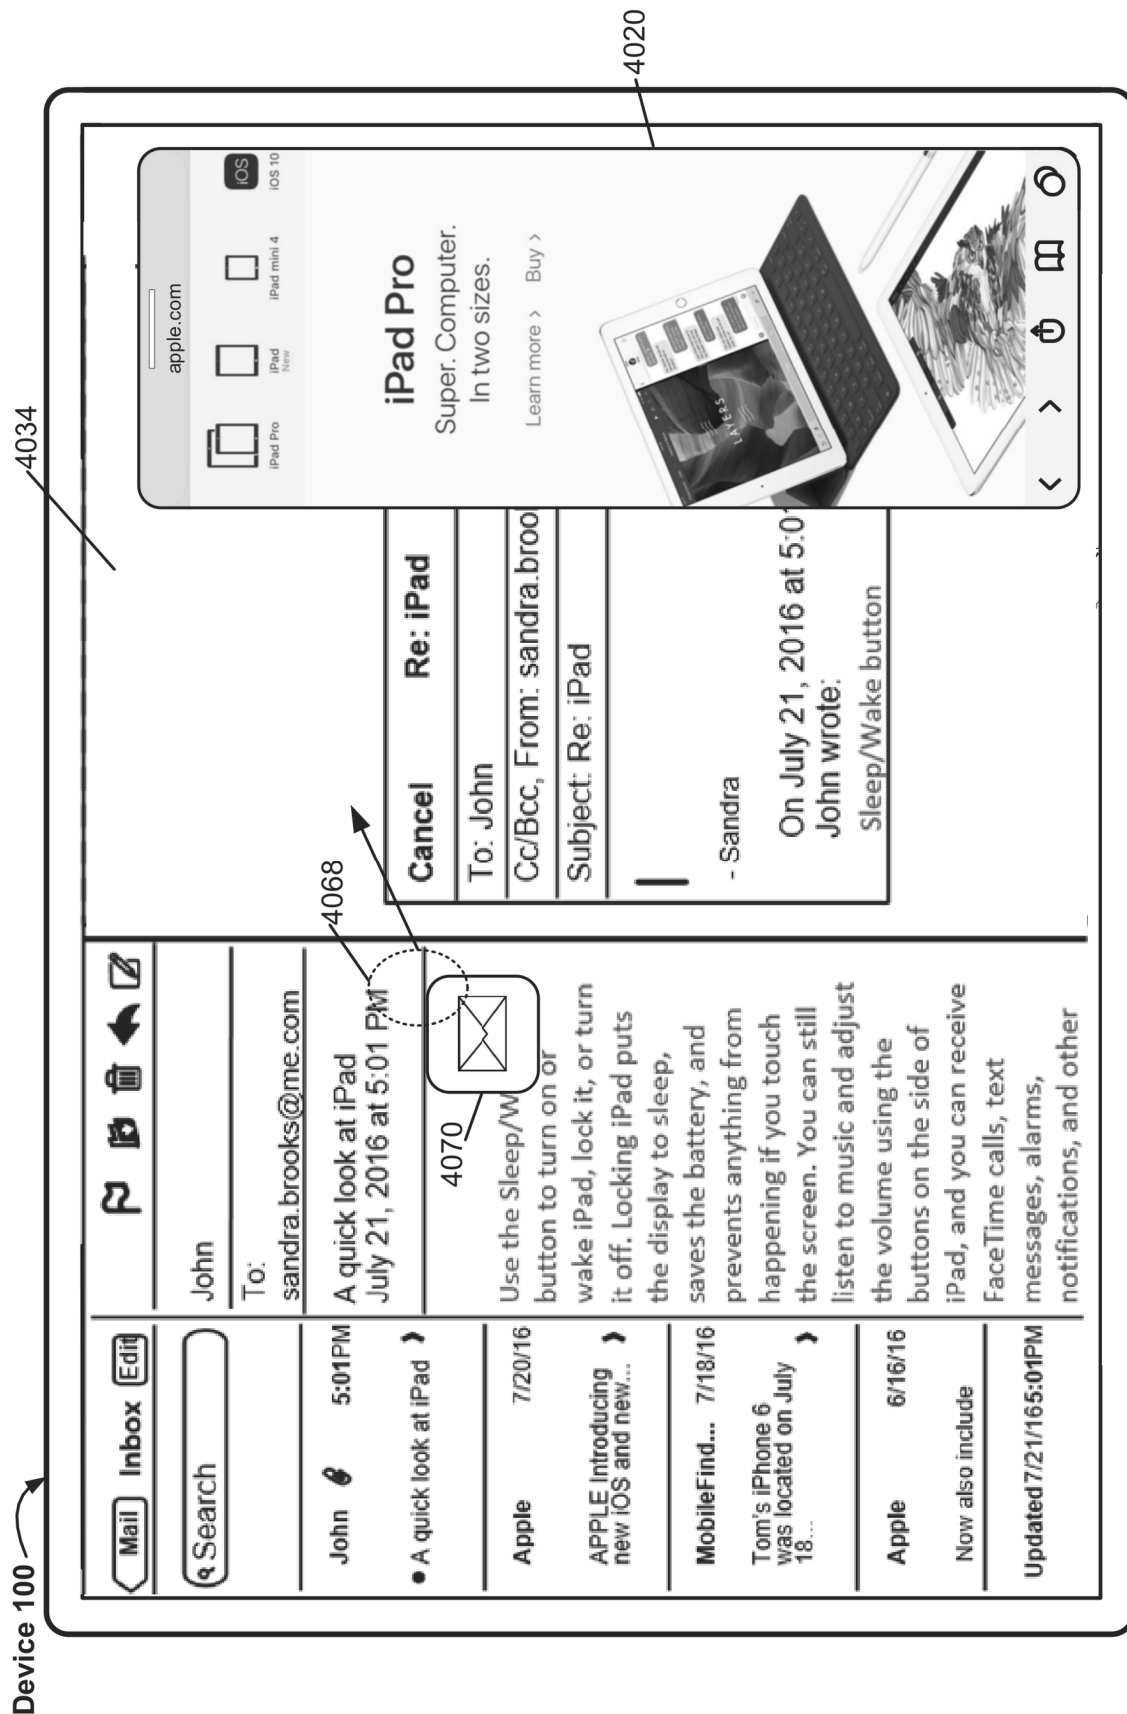 Device 100
4034
4020
Mail Inbox Edit
Search
John 5:01PM
A quick look at iPad
Apple 7/20/16
APPLE Introducing
new iOS and new...
MobileFind... 7/18/16
Tom's iPhone 6
was located on July
18...
Apple 6/16/16
Now also include
Updated 7/21/16 5:01PM
John
To:
sandra.brooks@me.com
A quick look at iPad
July 21, 2016 at 5:01 PM
4068
4070
Use the Sleep/W
button to turn on or
wake iPad, lock it, or turn
it off. Locking iPad puts
the display to sleep,
saves the battery, and
prevents anything from
happening if you touch
the screen. You can still
listen to music and adjust
the volume using the
buttons on the side of
iPad, and you can receive
FaceTime calls, text
messages, alarms,
notifications, and other
Cancel Re: iPad
To: John
Cc/Bcc, From: sandra.broo
Subject: Re: iPad
- Sandra
On July 21, 2016 at 5:01
John wrote:
Sleep/Wake button
apple.com
iPad Pro
iPad
New
iPad mini 4
iOS
iOS 10
iPad Pro
Super. Computer.
In two sizes.
Learn more > Buy >
LAYERS